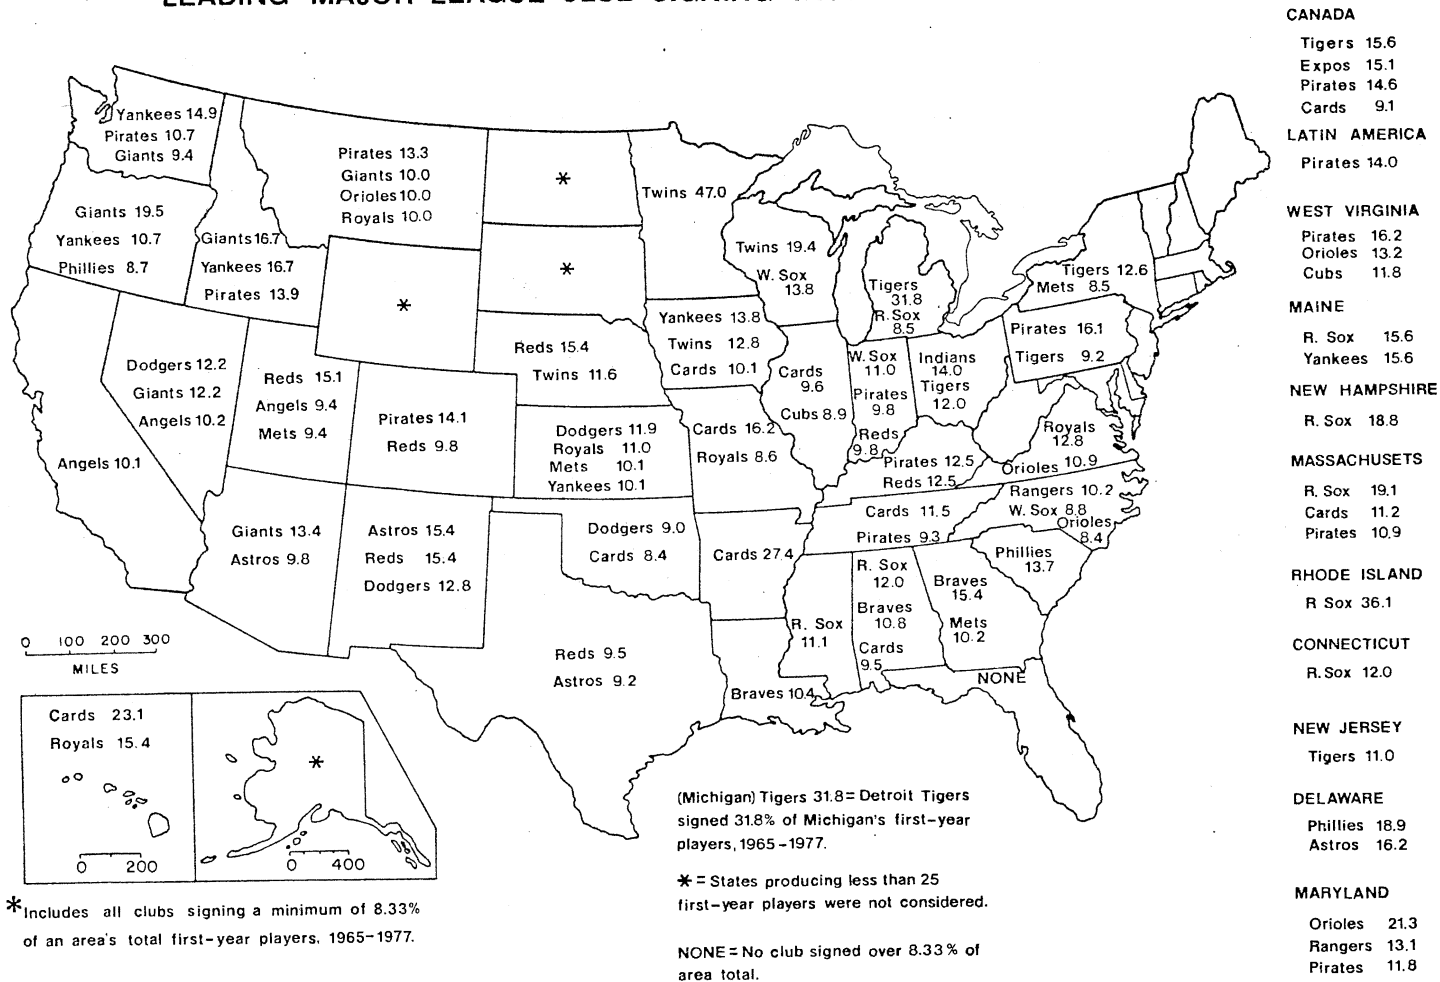 LEADING MAJOR LEAGUE CLUB SIGNING
Yankees 14.9
Pirates 10.7
Giants 9.4
Giants 19.5
Yankees 10.7
Phillies 8.7
Giants 16.7
Yankees 16.7
Pirates 13.9
Pirates 13.3
Giants 10.0
Orioles 10.0
Royals 10.0
*
*
*
Twins 47.0
Twins 19.4
W. Sox
13.8
Tigers
31.8
R. Sox
8.5
Tigers 12.6
Mets 8.5
Pirates 16.1
Tigers 9.2
Yankees 13.8
Twins 12.8
Cards 10.1
Reds 15.4
Twins 11.6
Dodgers 12.2
Giants 12.2
Angels 10.2
Reds 15.1
Angels 9.4
Mets 9.4
Pirates 14.1
Reds 9.8
Dodgers 11.9
Royals 11.0
Mets 10.1
Yankees 10.1
Cards 16.2
Royals 8.6
Cards
9.6
Cubs 8.9
W. Sox
11.0
Pirates
9.8
Reds
9.8
Indians
14.0
Tigers
12.0
Royals
12.8
Orioles 10.9
Pirates 12.5
Reds 12.5
Angels 10.1
Giants 13.4
Astros 9.8
Astros 15.4
Reds 15.4
Dodgers 12.8
Dodgers 9.0
Cards 8.4
Cards 27.4
Cards 11.5
Pirates 9.3
Rangers 10.2
W. Sox 8.8
Orioles
8.4
Phillies
13.7
R. Sox
11.1
R. Sox
12.0
Braves
10.8
Cards
9.5
Braves
15.4
Mets
10.2
NONE
Reds 9.5
Astros 9.2
Braves 10.4
0 100 200 300
MILES
Cards 23.1
Royals 15.4
0 200
*
0 400
*Includes all clubs signing a minimum of 8.33%
of an area's total first-year players, 1965-1977.
(Michigan) Tigers 31.8 = Detroit Tigers
signed 31.8% of Michigan's first-year
players, 1965-1977.
* = States producing less than 25
first-year players were not considered.
NONE = No club signed over 8.33% of
area total.
CANADA
Tigers 15.6
Expos 15.1
Pirates 14.6
Cards 9.1
LATIN AMERICA
Pirates 14.0
WEST VIRGINIA
Pirates 16.2
Orioles 13.2
Cubs 11.8
MAINE
R. Sox 15.6
Yankees 15.6
NEW HAMPSHIRE
R. Sox 18.8
MASSACHUSETS
R. Sox 19.1
Cards 11.2
Pirates 10.9
RHODE ISLAND
R Sox 36.1
CONNECTICUT
R. Sox 12.0
NEW JERSEY
Tigers 11.0
DELAWARE
Phillies 18.9
Astros 16.2
MARYLAND
Orioles 21.3
Rangers 13.1
Pirates 11.8